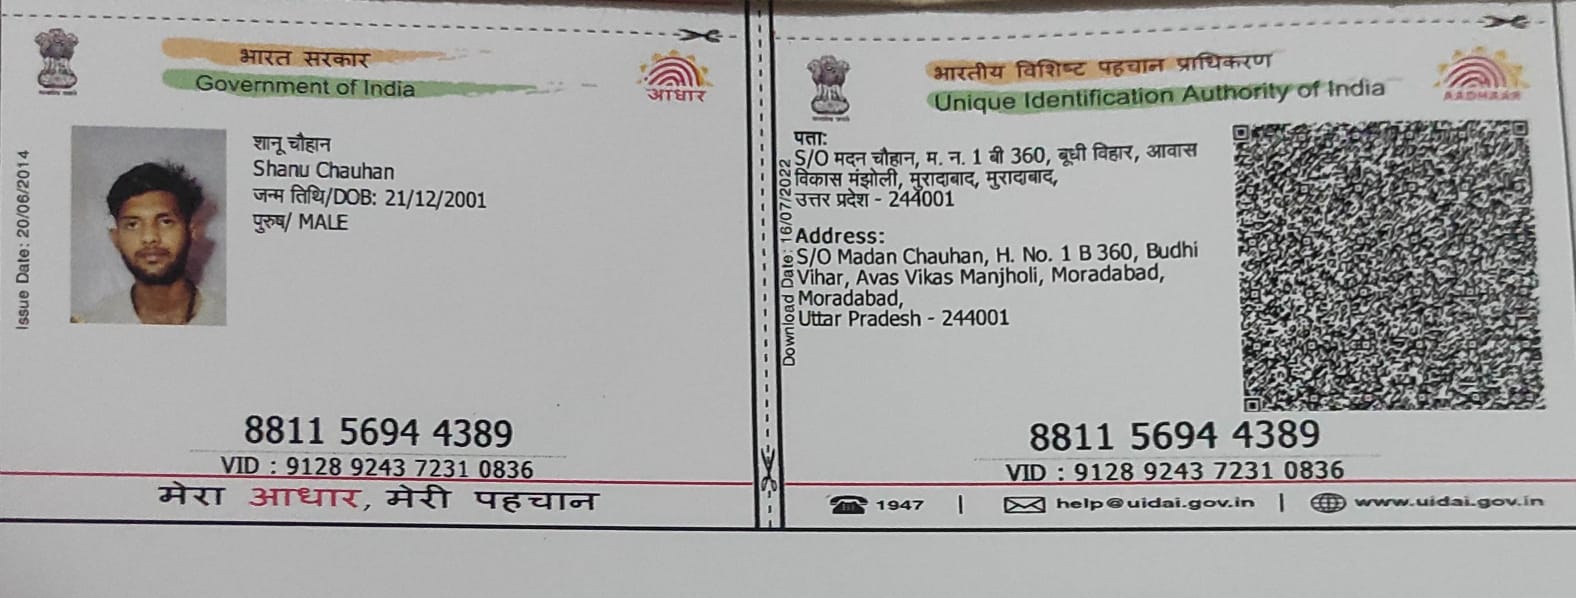 भारत सरकार
Government of India
आधार
Issue Date: 20/06/2014
शानू चौहान
Shanu Chauhan
जन्म तिथि/DOB: 21/12/2001
पुरुष/ MALE
8811 5694 4389
VID : 9128 9243 7231 0836
मेरा आधार, मेरी पहचान
भारतीय विशिष्ट पहचान प्राधिकरण
Unique Identification Authority of India
AADHAAR
Download Date: 16/07/2022
पता:
S/O मदन चौहान, म. न. 1 बी 360, बूधी विहार, आवास
विकास मंझोली, मुरादाबाद, मुरादाबाद,
उत्तर प्रदेश - 244001
Address:
S/O Madan Chauhan, H. No. 1 B 360, Budhi
Vihar, Avas Vikas Manjholi, Moradabad,
Moradabad,
Uttar Pradesh - 244001
8811 5694 4389
VID : 9128 9243 7231 0836
1947 | help@uidai.gov.in | www.uidai.gov.in